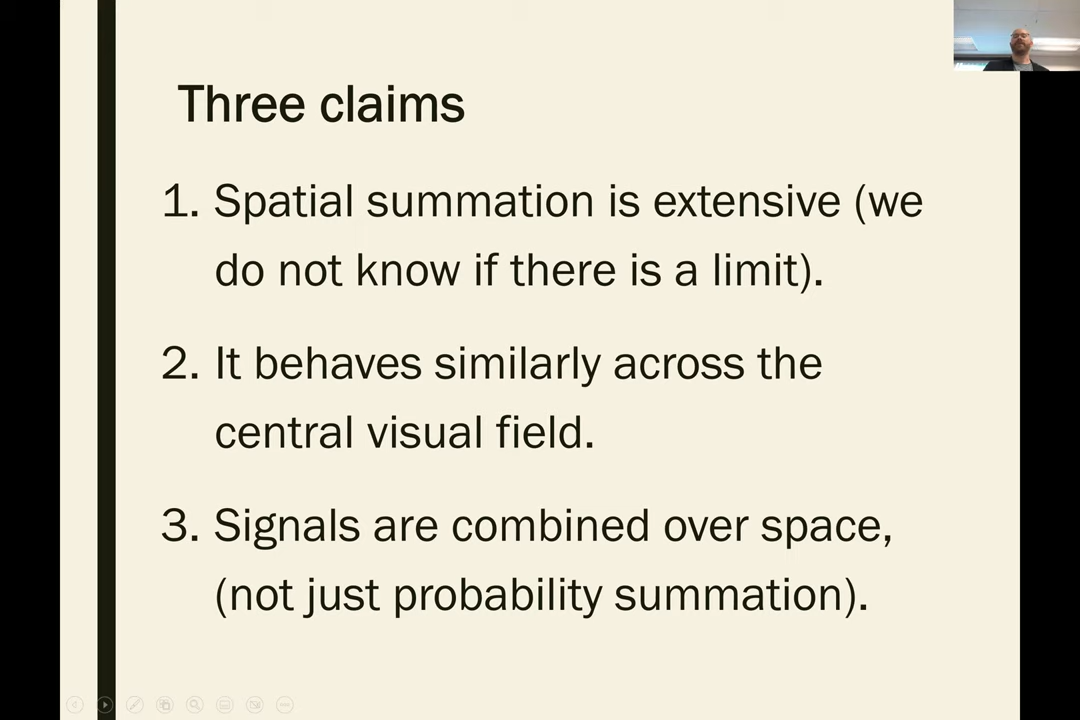 Three claims
1. Spatial summation is extensive (we
do not know if there is a limit).
2. It behaves similarly across the
central visual field.
3. Signals are combined over space,
(not just probability summation).